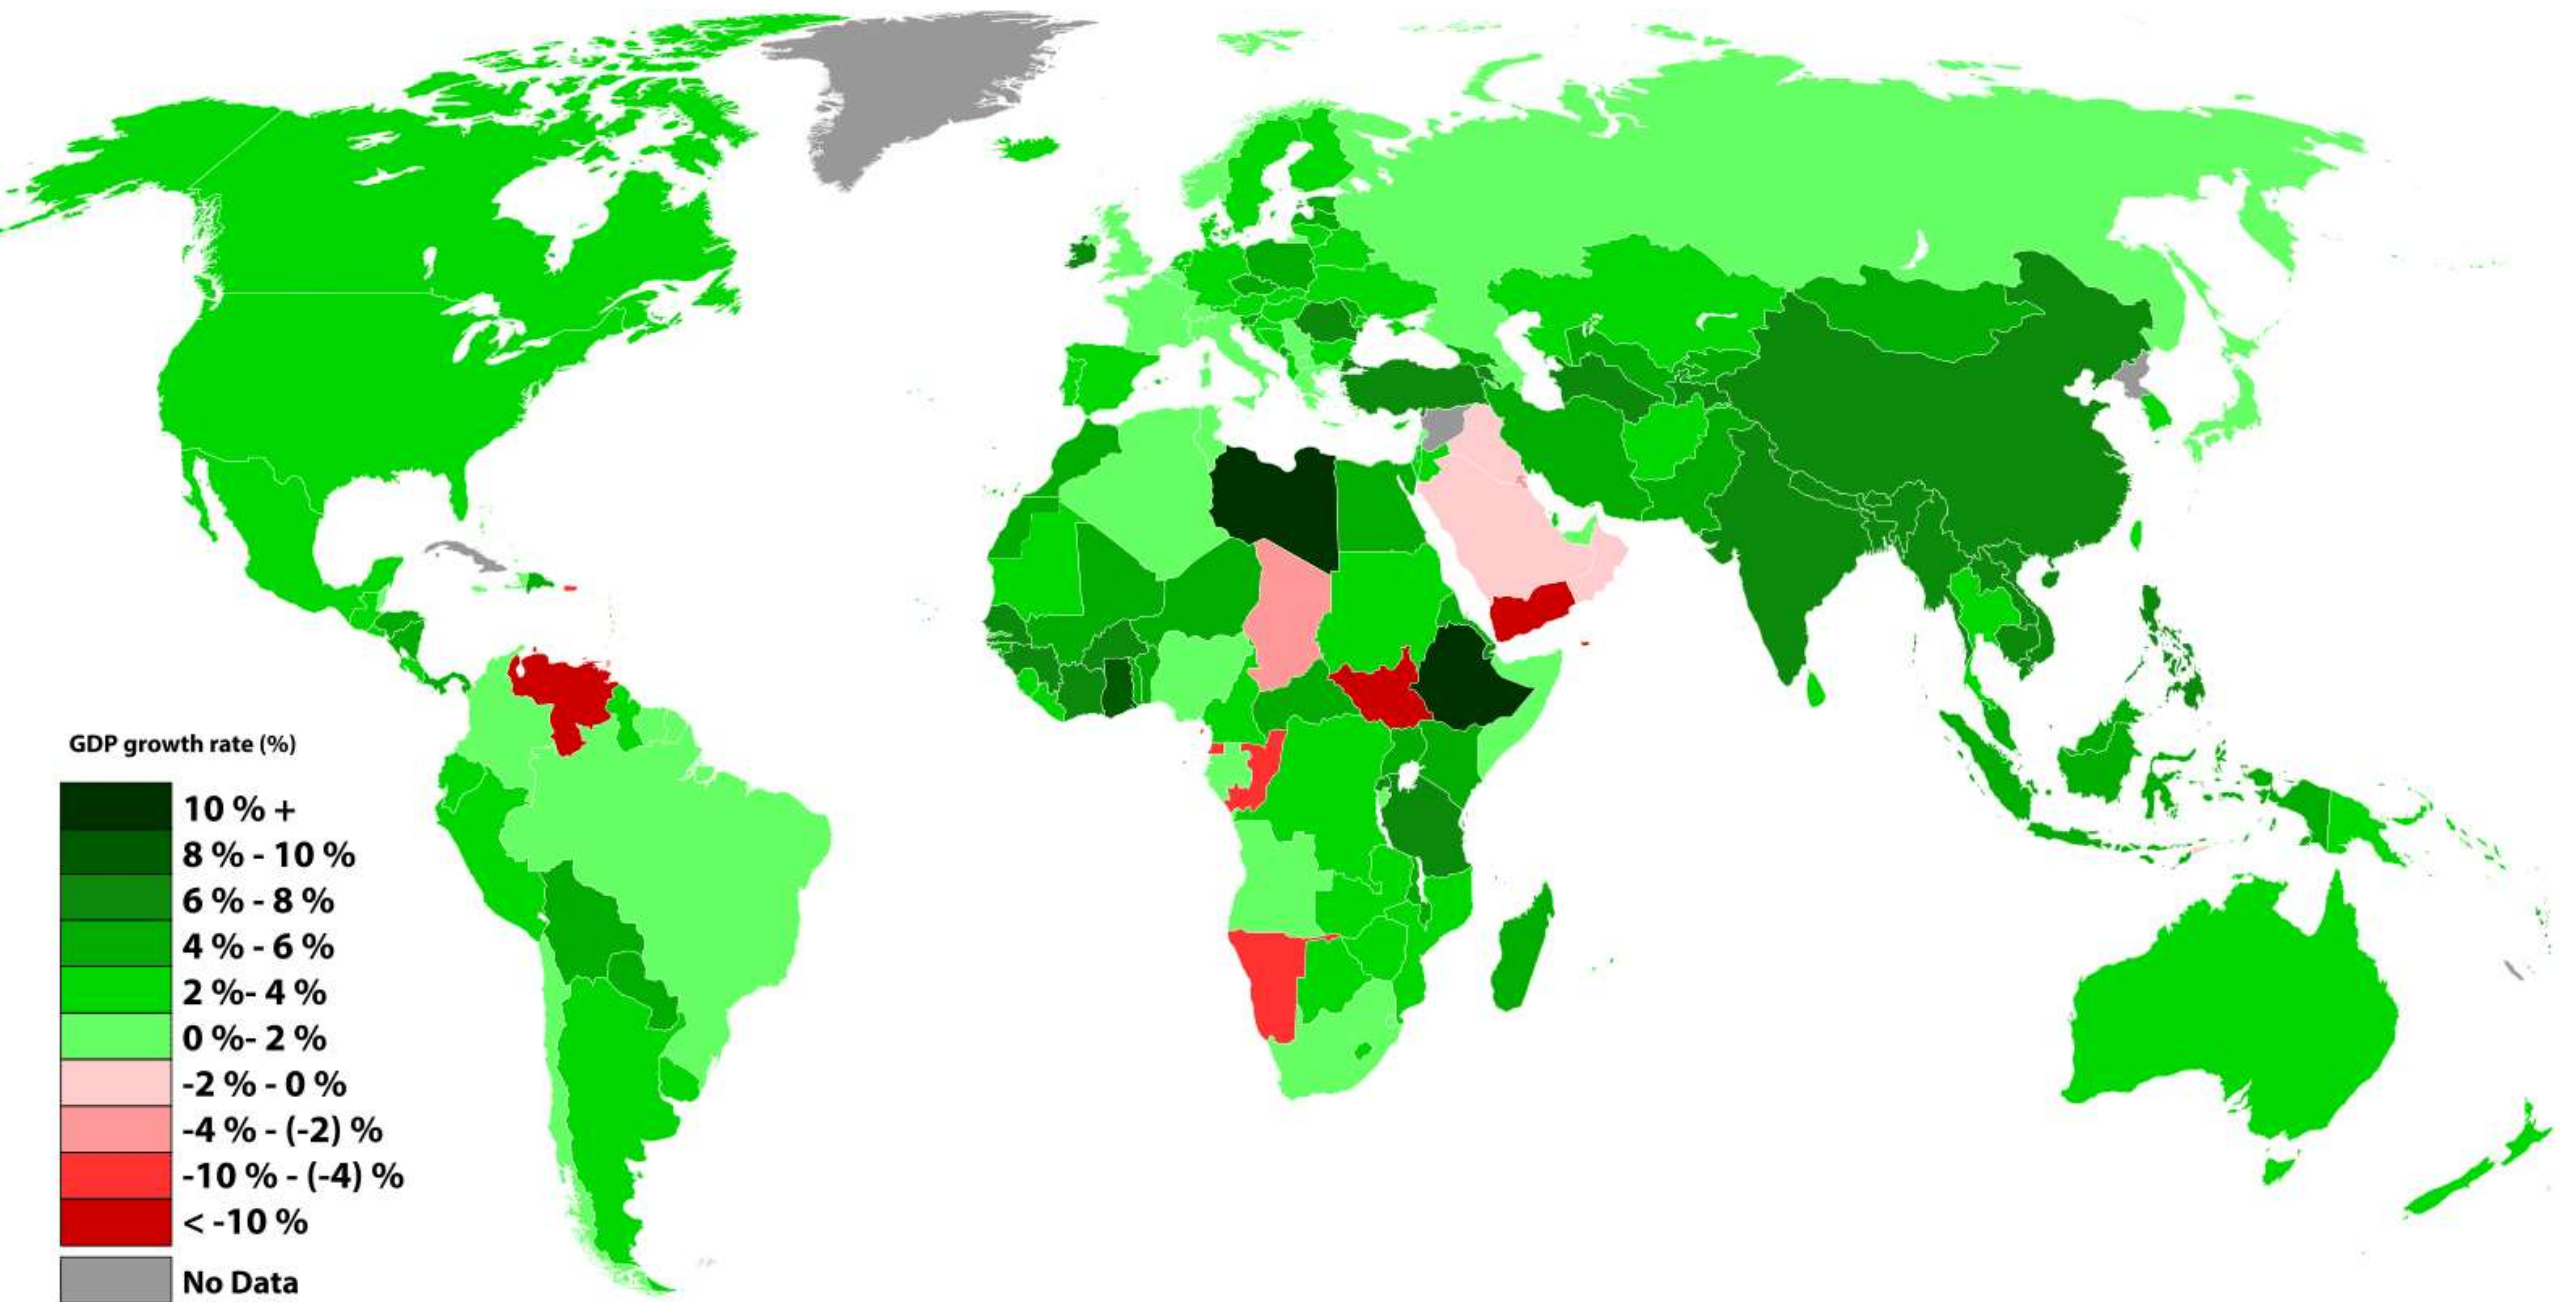 GDP growth rate (%)
10 % +
8 % - 10 %
6 % - 8 %
4 % - 6 %
2 %- 4 %
0 %- 2 %
-2 % - 0 %
-4 % - (-2) %
-10 % - (-4) %
< -10 %
No Data